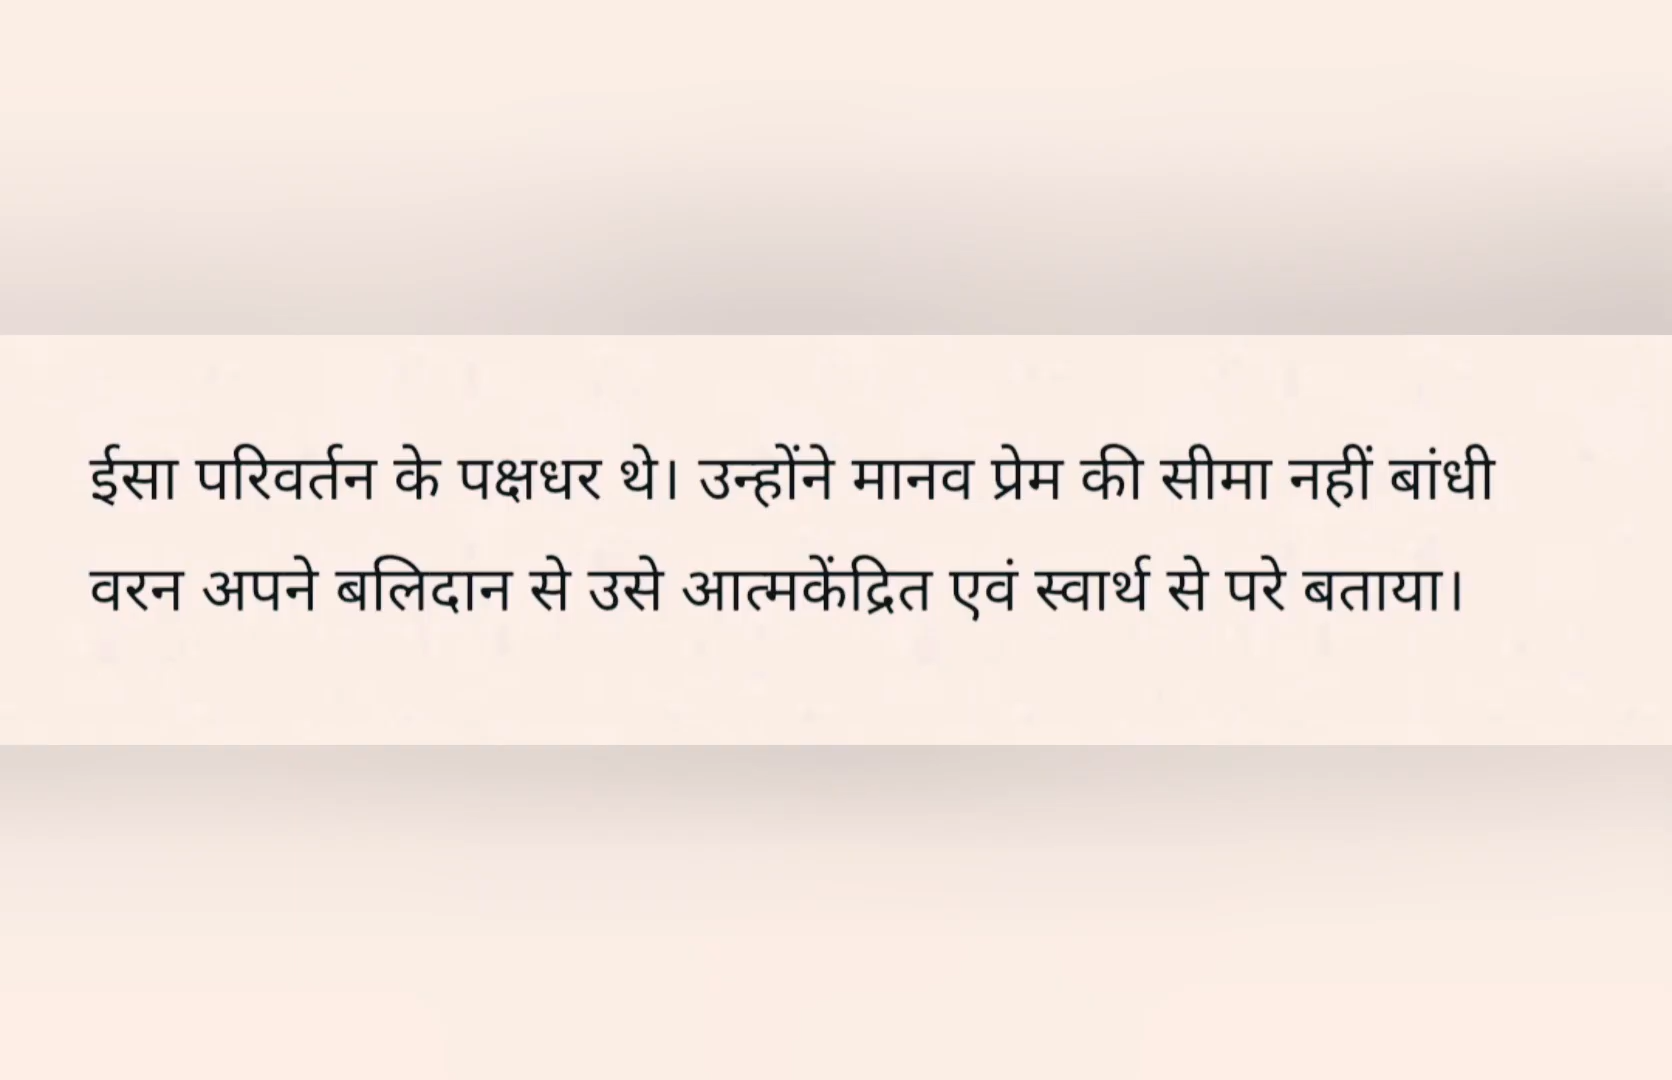 ईसा परिवर्तन के पक्षधर थे। उन्होंने मानव प्रेम की सीमा नहीं बांधी
वरन अपने बलिदान से उसे आत्मकेंद्रित एवं स्वार्थ से परे बताया।